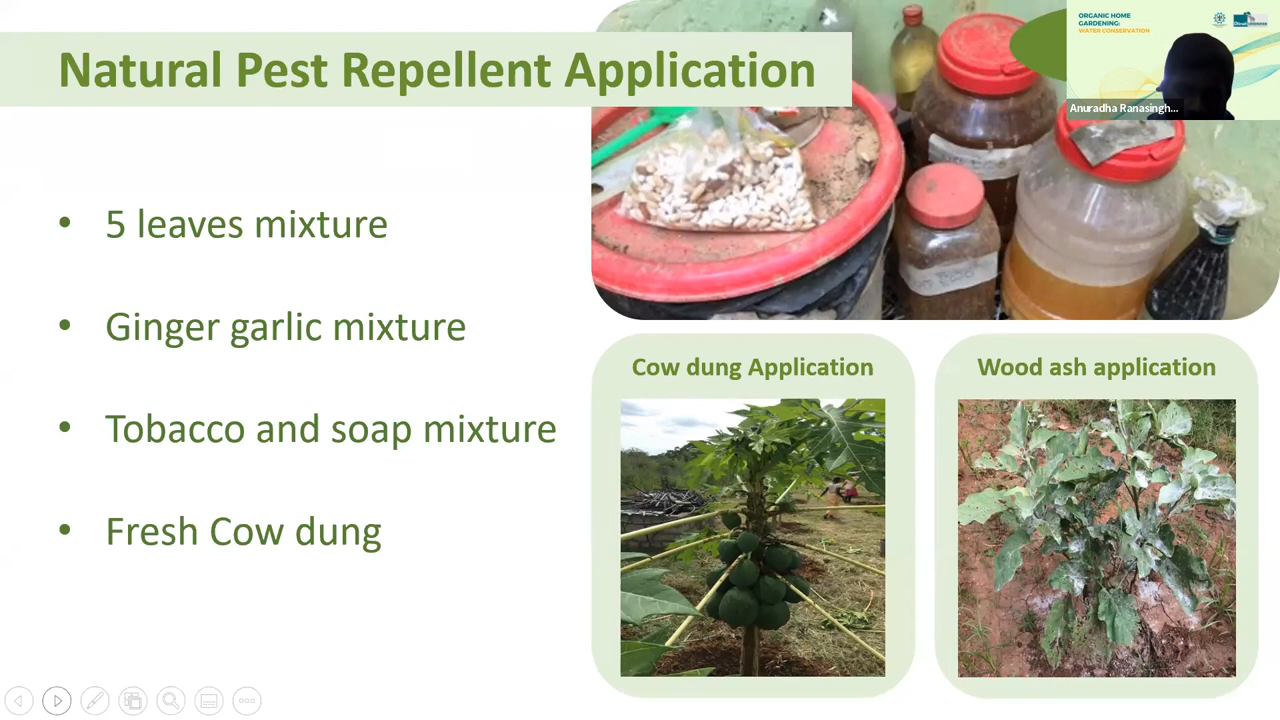 Natural Pest Repellent Application
ORGANIC HOME
GARDENING:
WATER CONSERVATION
Anuradha Ranasingh...
• 5 leaves mixture
• Ginger garlic mixture
• Tobacco and soap mixture
• Fresh Cow dung
Cow dung Application
Wood ash application